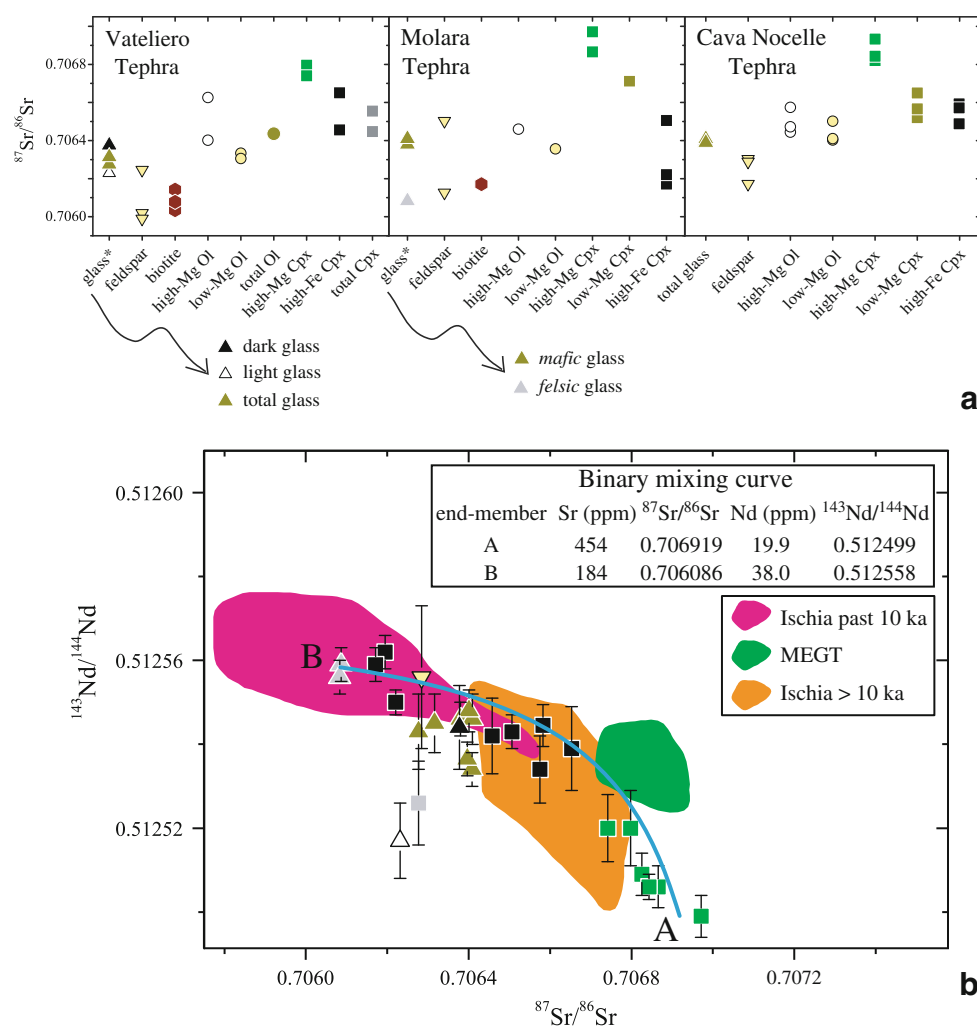 a
Vateliero Tephra
Molara Tephra
Cava Nocelle Tephra
⁸⁷Sr/⁸⁶Sr
0.7068
0.7064
0.7060
glass*
feldspar
biotite
high-Mg Ol
low-Mg Ol
total Ol
high-Mg Cpx
high-Fe Cpx
total Cpx
glass*
feldspar
biotite
high-Mg Ol
low-Mg Ol
high-Mg Cpx
low-Mg Cpx
high-Fe Cpx
total glass
feldspar
high-Mg Ol
low-Mg Ol
high-Mg Cpx
low-Mg Cpx
high-Fe Cpx
dark glass
light glass
total glass
mafic glass
felsic glass
b
Binary mixing curve
end-member Sr (ppm) ⁸⁷Sr/⁸⁶Sr Nd (ppm) ¹⁴³Nd/¹⁴⁴Nd
A 454 0.706919 19.9 0.512499
B 184 0.706086 38.0 0.512558
Ischia past 10 ka
MEGT
Ischia > 10 ka
B
A
¹⁴³Nd/¹⁴⁴Nd
0.51260
0.51256
0.51252
0.7060
0.7064
0.7068
0.7072
⁸⁷Sr/⁸⁶Sr